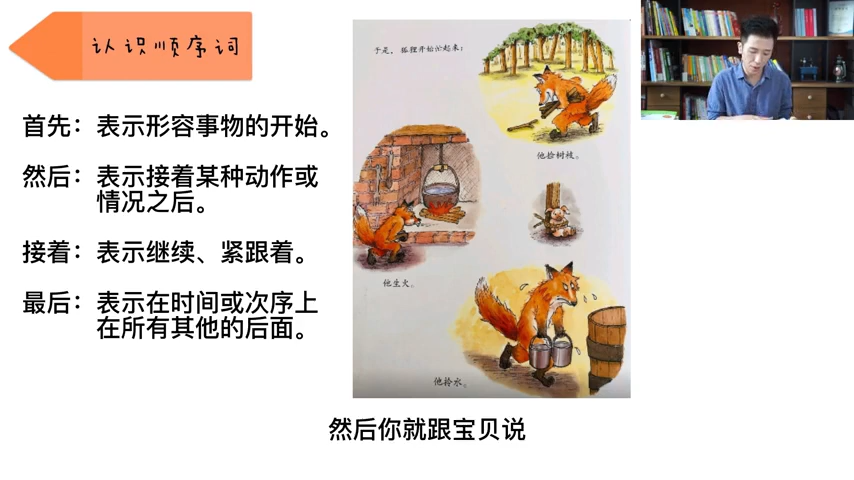 认识顺序词
首先：表示形容事物的开始。
然后：表示接着某种动作或
情况之后。
接着：表示继续、紧跟着。
最后：表示在时间或次序上
在所有其他的后面。
于是，狐狸开始忙起来：
他捡树枝。
他生火。
他拎水。
然后你就跟宝贝说